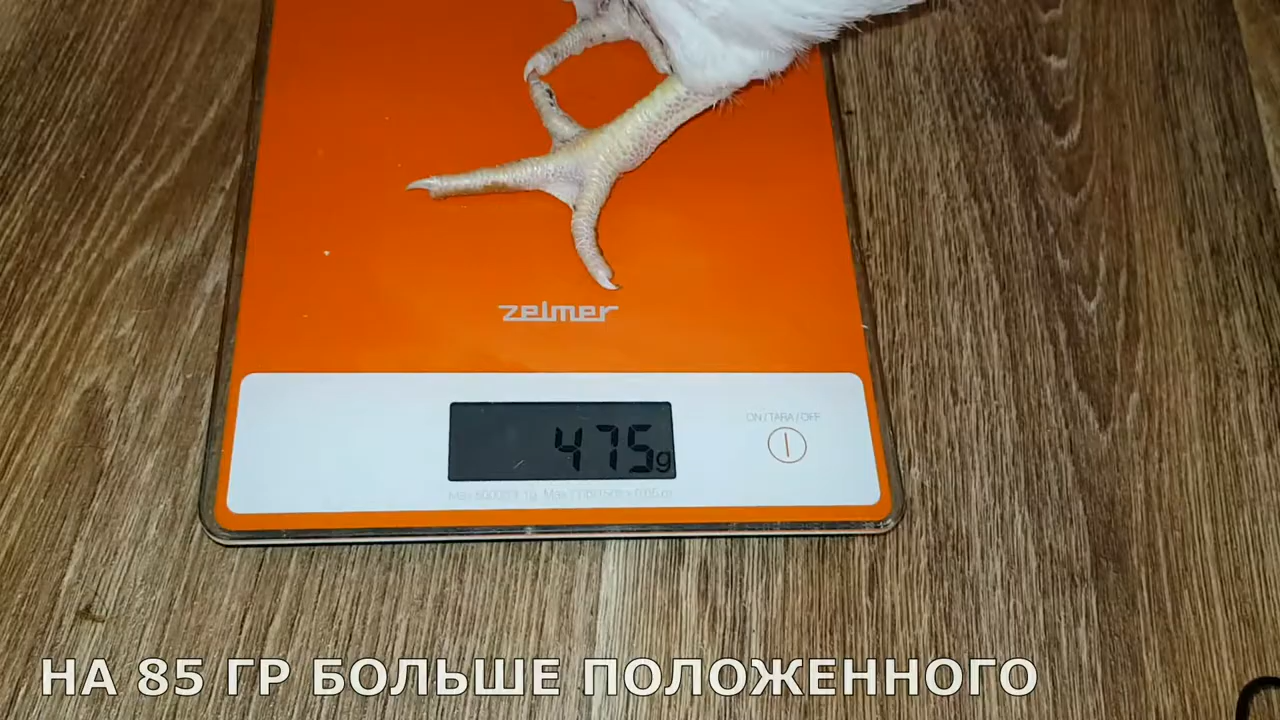 zelmer
475g
ON / TARA / OFF
НА 85 ГР БОЛЬШЕ ПОЛОЖЕННОГО